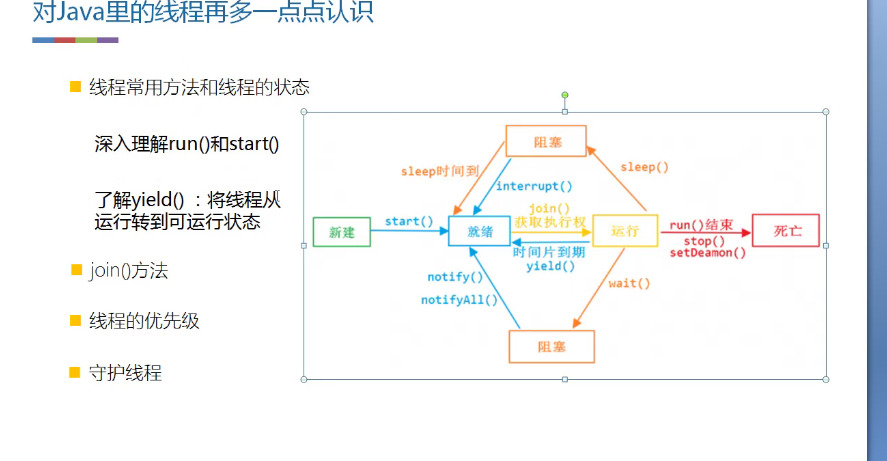 对Java里的线程再多一点点认识
线程常用方法和线程的状态
深入理解run()和start()
了解yield() ：将线程从
运行转到可运行状态
join()方法
线程的优先级
守护线程
阻塞
sleep时间到
sleep()
interrupt()
join()
获取执行权
start()
新建
就绪
运行
run()结束
死亡
stop()
setDeamon()
时间片到期
yield()
notify()
notifyAll()
wait()
阻塞